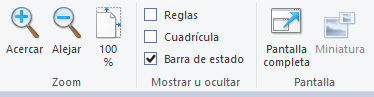 Acercar
Alejar
100
%
Zoom
Reglas
Cuadrícula
Barra de estado
Mostrar u ocultar
Pantalla
completa
Miniatura
Pantalla